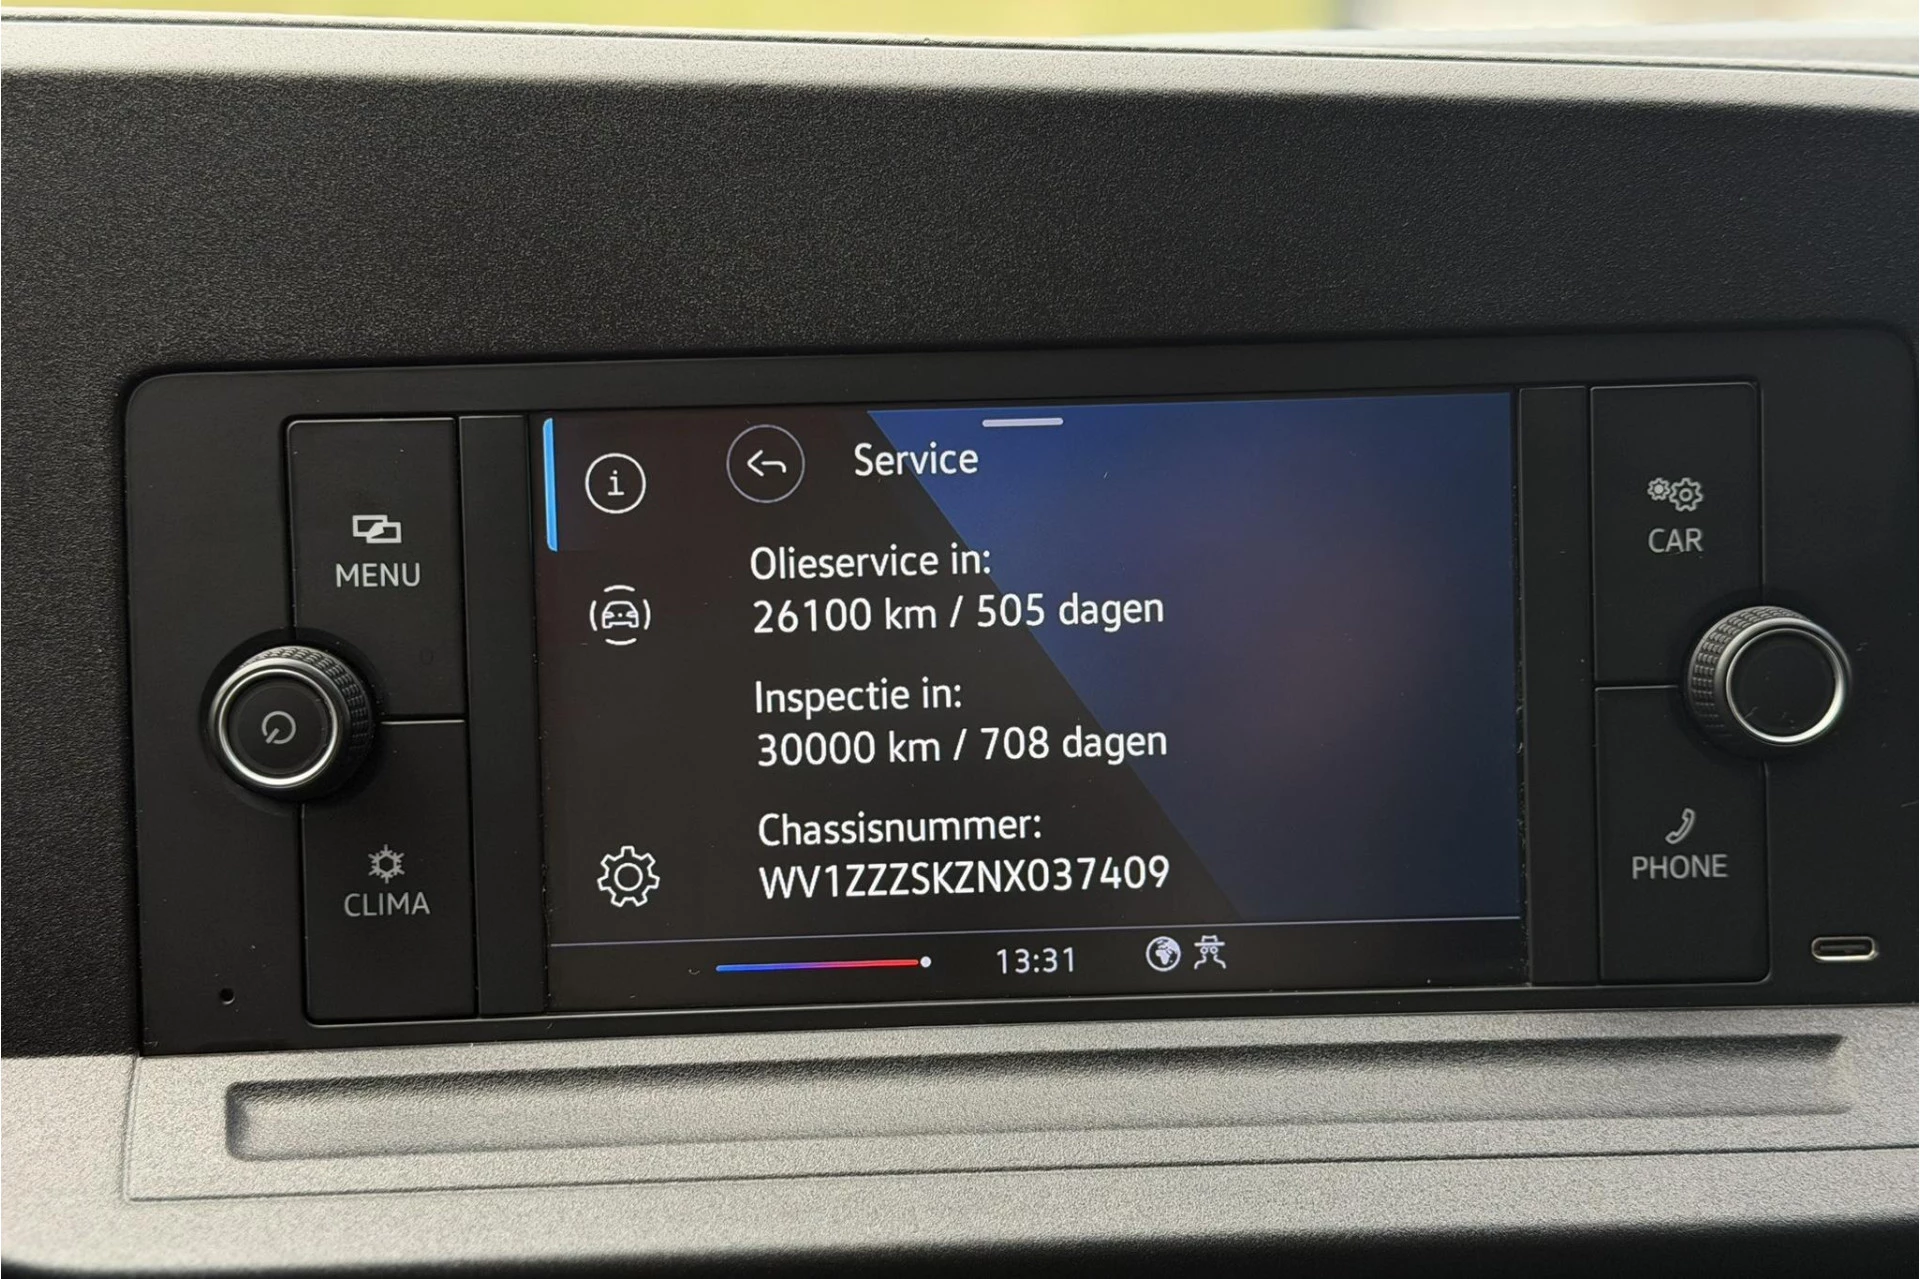 MENU
CLIMA
Service
Olieservice in:
26100 km / 505 dagen
Inspectie in:
30000 km / 708 dagen
Chassisnummer:
WV1ZZZSKZNX037409
13:31
CAR
PHONE